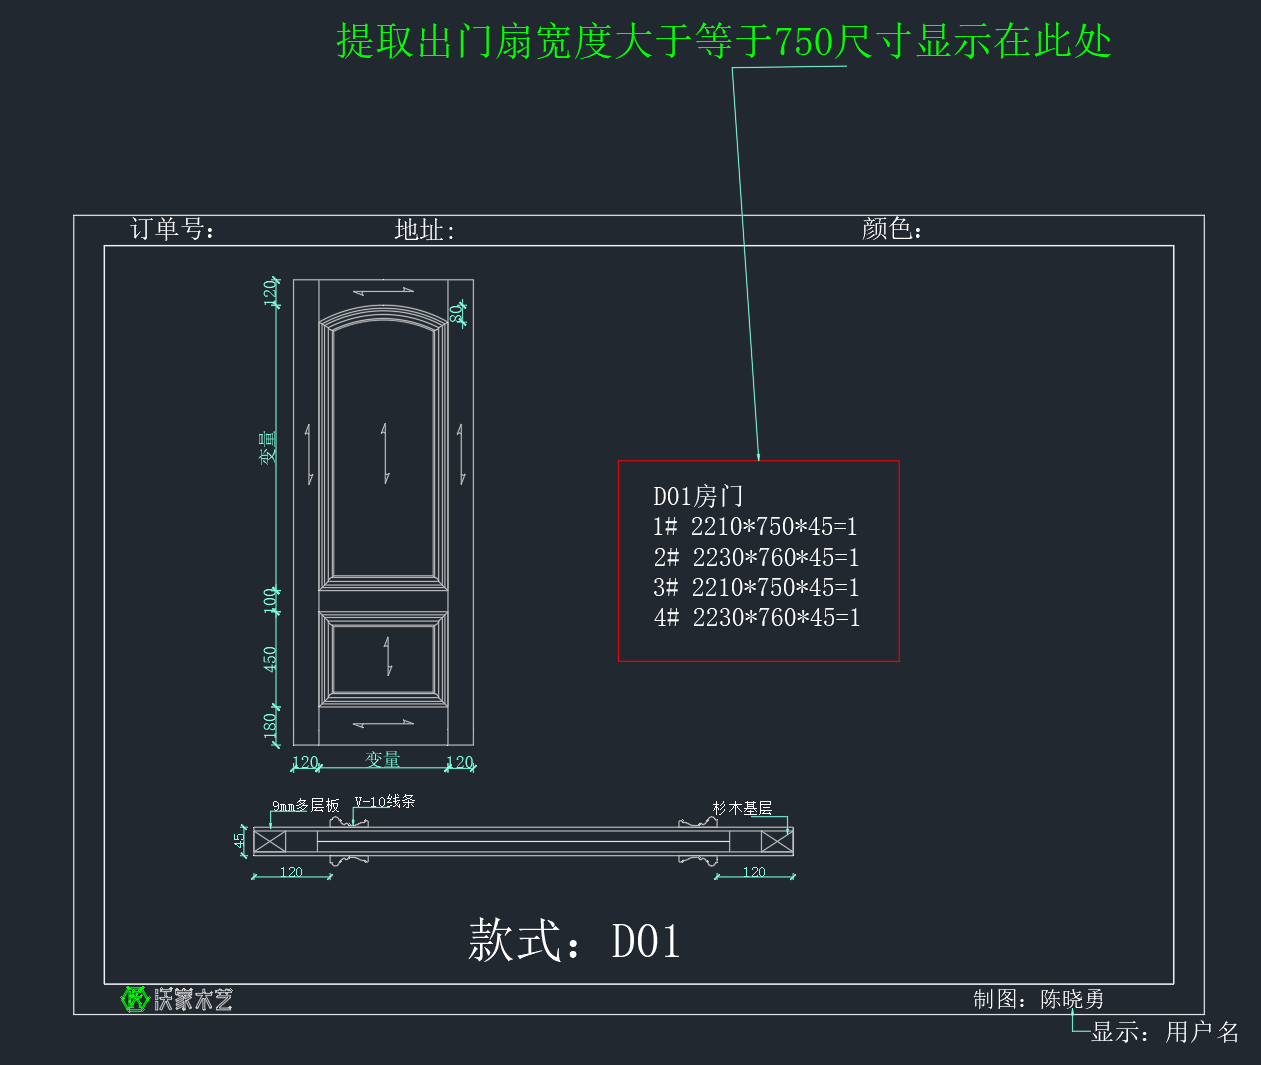 提取出门扇宽度大于等于750尺寸显示在此处
订单号：
地址:
颜色：
120
80
变量
100
450
180
120
变量
120
D01房门
1# 2210*750*45=1
2# 2230*760*45=1
3# 2210*750*45=1
4# 2230*760*45=1
9mm多层板
V-10线条
杉木基层
45
120
120
款式：D01
沃家木艺
制图：陈晓勇
显示：用户名